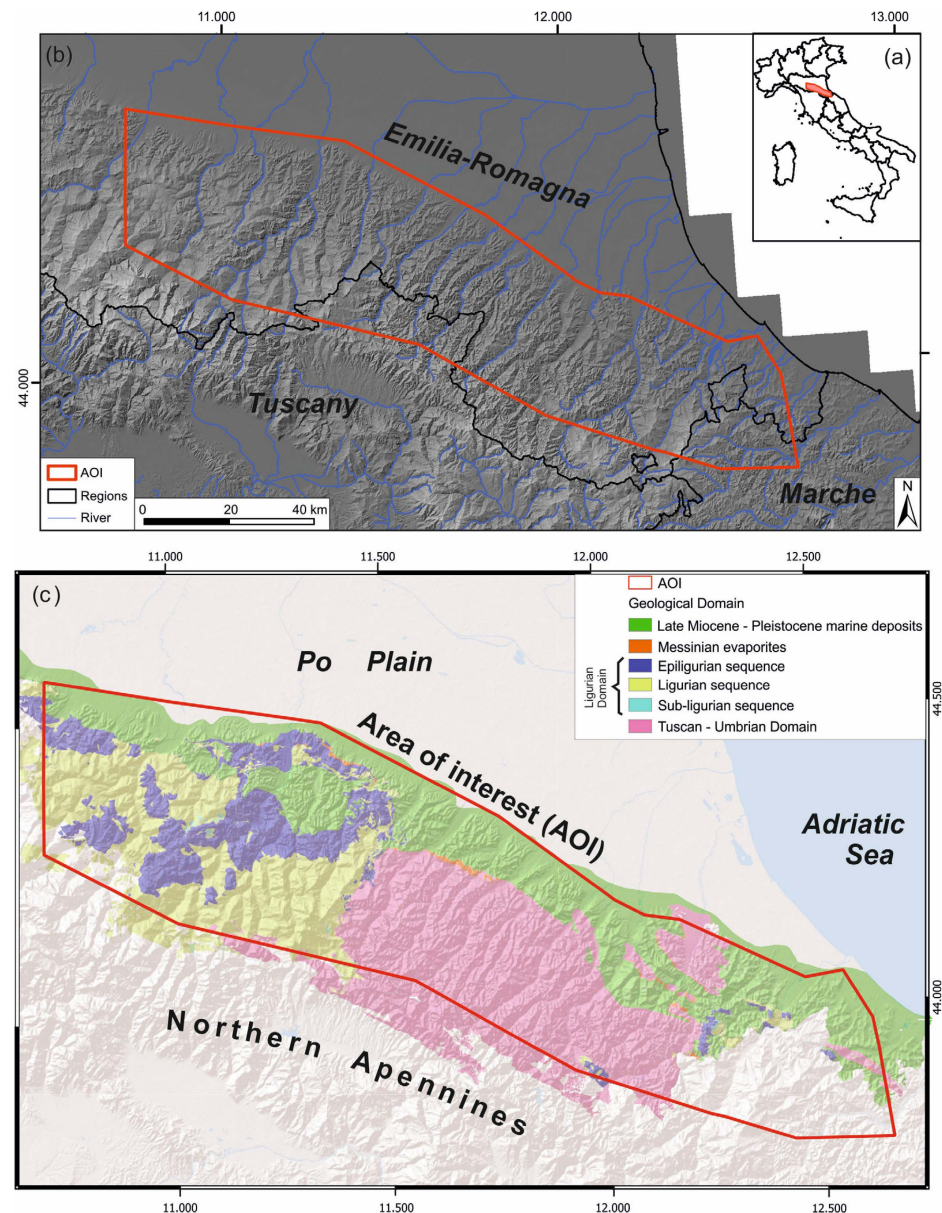 11.000 12.000 13.000
(b)
(a)
Emilia-Romagna
44.000
Tuscany
Marche
AOI
Regions
River
0 20 40 km
N
11.000 11.500 12.000 12.500
(c)
AOI
Geological Domain
Late Miocene - Pleistocene marine deposits
Messinian evaporites
Ligurian
Domain
Epiligurian sequence
Ligurian sequence
Sub-ligurian sequence
Tuscan - Umbrian Domain
Po Plain
44.500
Area of interest (AOI)
Adriatic
Sea
44.000
Northern Apennines
11.000 11.500 12.000 12.500